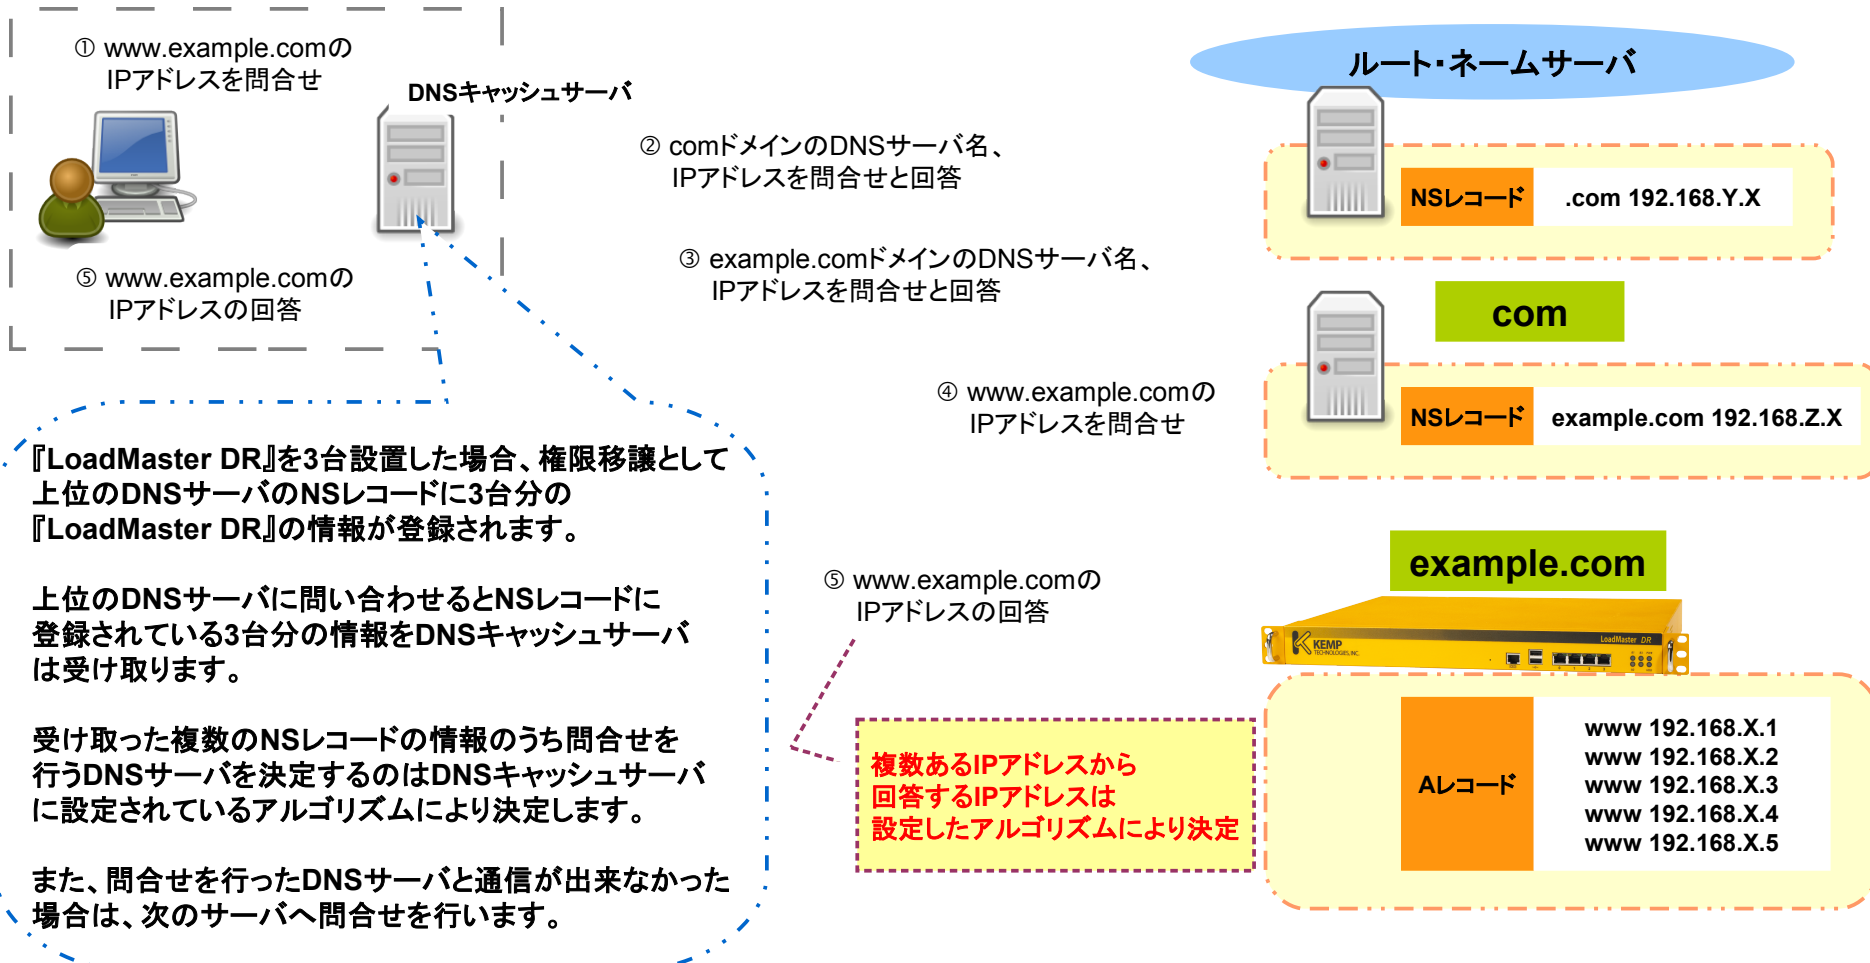 ① www.example.comの
IPアドレスを問合せ
DNSキャッシュサーバ
⑤ www.example.comの
IPアドレスの回答
② comドメインのDNSサーバ名、
IPアドレスを問合せと回答
③ example.comドメインのDNSサーバ名、
IPアドレスを問合せと回答
④ www.example.comの
IPアドレスを問合せ
⑤ www.example.comの
IPアドレスの回答
ルート・ネームサーバ
NSレコード .com 192.168.Y.X
com
NSレコード example.com 192.168.Z.X
example.com
KEMP
TECHNOLOGIES, INC.
LoadMaster DR
Aレコード
www 192.168.X.1
www 192.168.X.2
www 192.168.X.3
www 192.168.X.4
www 192.168.X.5
複数あるIPアドレスから
回答するIPアドレスは
設定したアルゴリズムにより決定
『LoadMaster DR』を3台設置した場合、権限移譲として
上位のDNSサーバのNSレコードに3台分の
『LoadMaster DR』の情報が登録されます。
上位のDNSサーバに問い合わせるとNSレコードに
登録されている3台分の情報をDNSキャッシュサーバ
は受け取ります。
受け取った複数のNSレコードの情報のうち問合せを
行うDNSサーバを決定するのはDNSキャッシュサーバ
に設定されているアルゴリズムにより決定します。
また、問合せを行ったDNSサーバと通信が出来なかった
場合は、次のサーバへ問合せを行います。